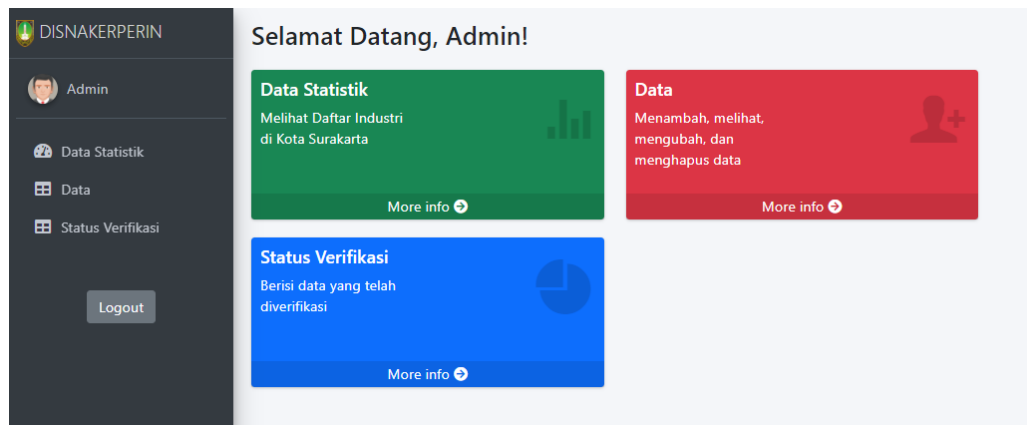 DISNAKERPERIN
Admin
Data Statistik
Data
Status Verifikasi
Logout
Selamat Datang, Admin!
Data Statistik
Melihat Daftar Industri
di Kota Surakarta
More info
Data
Menambah, melihat,
mengubah, dan
menghapus data
More info
Status Verifikasi
Berisi data yang telah
diverifikasi
More info